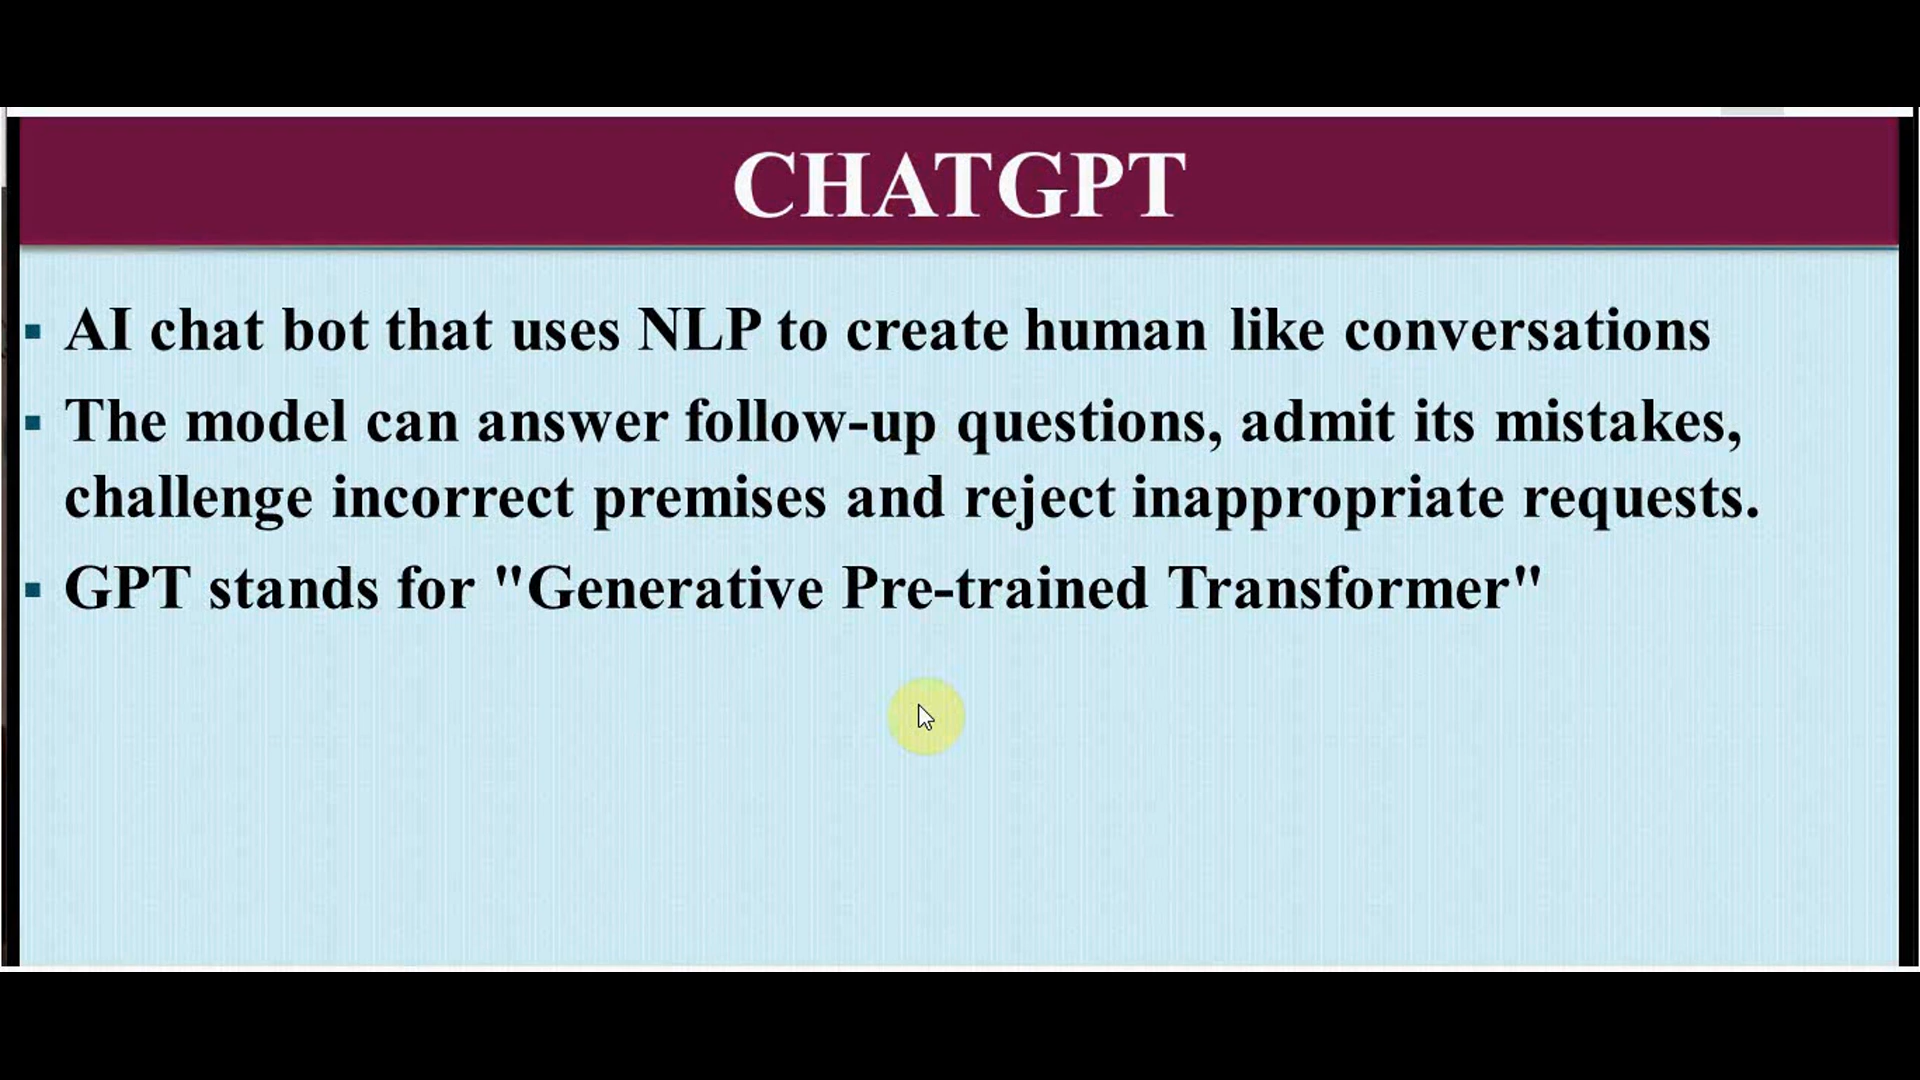 CHATGPT
▪ AI chat bot that uses NLP to create human like conversations
▪ The model can answer follow-up questions, admit its mistakes,
challenge incorrect premises and reject inappropriate requests.
▪ GPT stands for "Generative Pre-trained Transformer"